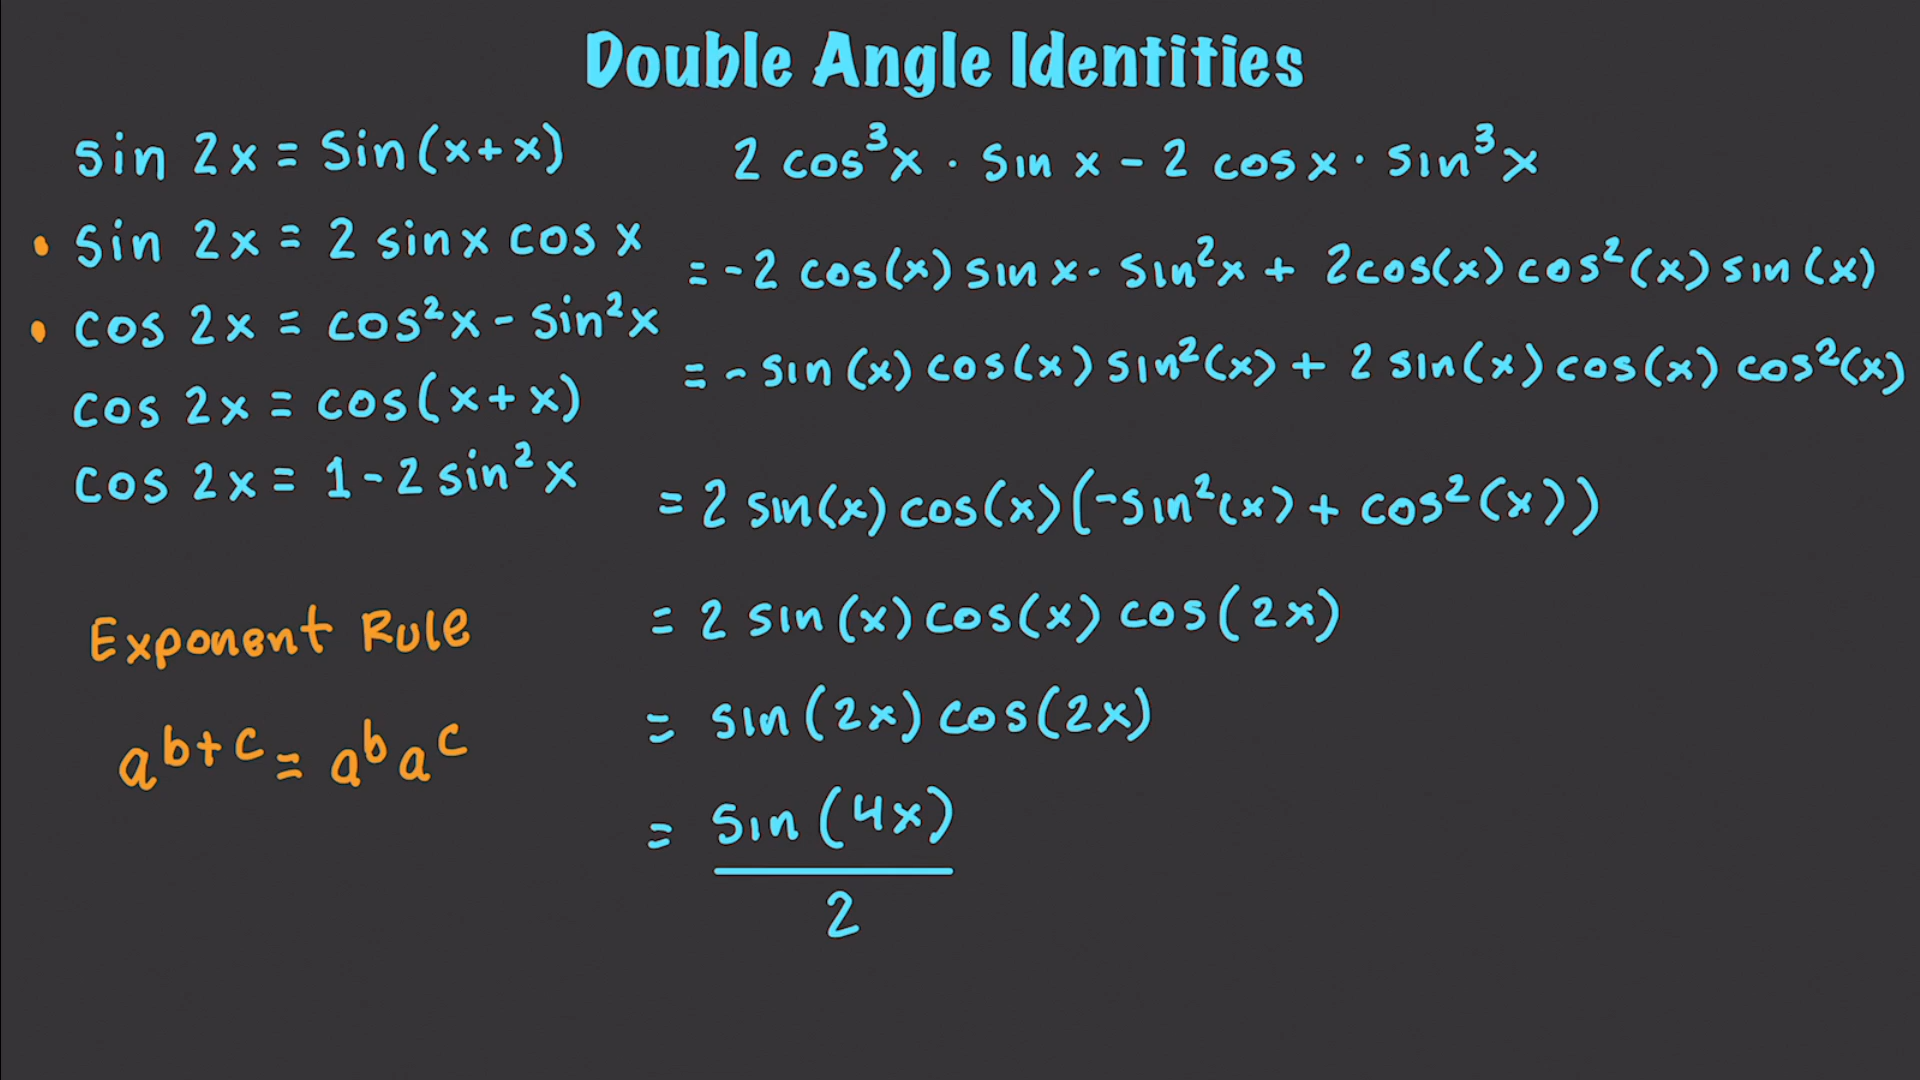 Double Angle Identities
sin 2x = Sin(x+x)
• Sin 2x = 2 sinx cos x
• cos 2x = cos²x - sin²x
cos 2x = cos(x+x)
cos 2x = 1-2 sin²x
Exponent Rule
a^{b+c} = a^b a^c
2 cos³x · Sin x - 2 cosx · sin³x
= -2 cos(x) sin x · sin²x + 2cos(x) cos²(x) sin(x)
= - sin(x) cos(x) sin²(x) + 2 sin(x) cos(x) cos²(x)
= 2 sin(x) cos(x)(-sin²(x) + cos²(x))
= 2 sin(x) cos(x) cos(2x)
= sin(2x) cos(2x)
= sin(4x)
2